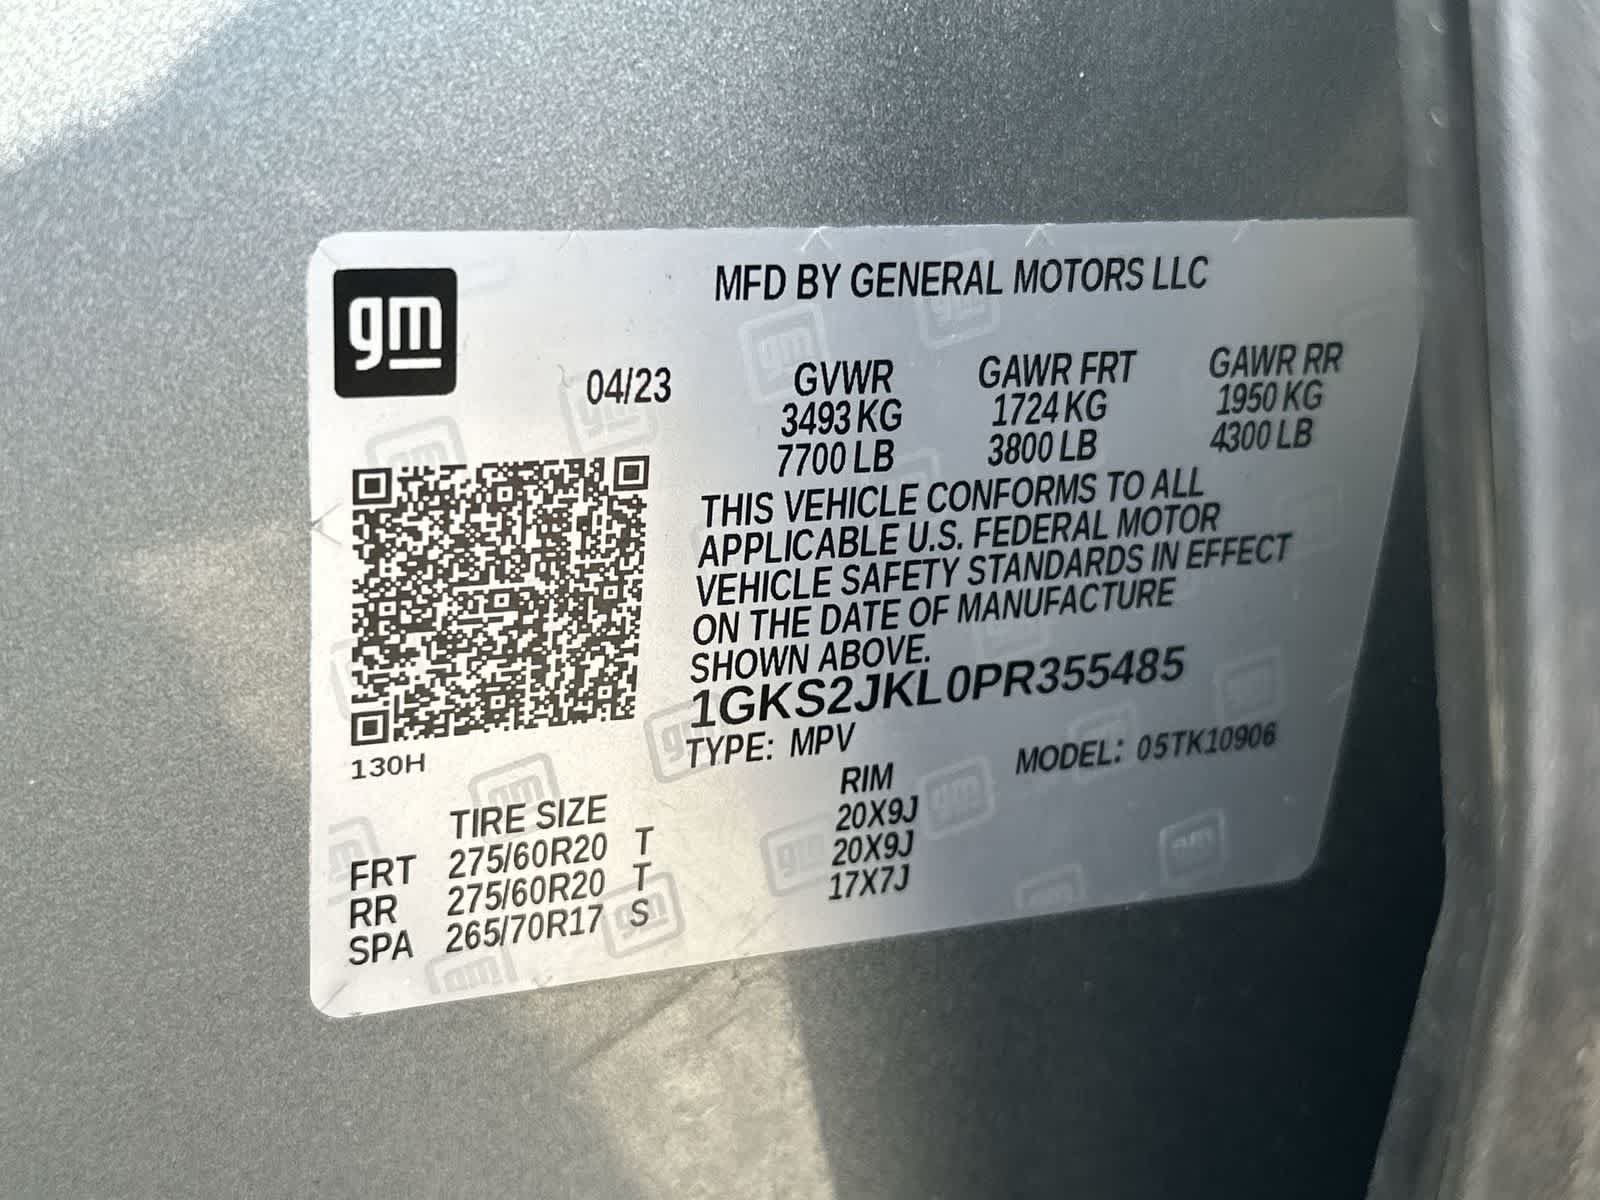 gm
MFD BY GENERAL MOTORS LLC
04/23 GVWR GAWR FRT GAWR RR
3493 KG 1724 KG 1950 KG
7700 LB 3800 LB 4300 LB
THIS VEHICLE CONFORMS TO ALL
APPLICABLE U.S. FEDERAL MOTOR
VEHICLE SAFETY STANDARDS IN EFFECT
ON THE DATE OF MANUFACTURE
SHOWN ABOVE.
1GKS2JKL0PR355485
TYPE: MPV MODEL: 05TK10906
130H
TIRE SIZE RIM
FRT 275/60R20 T 20X9J
RR 275/60R20 T 20X9J
SPA 265/70R17 S 17X7J